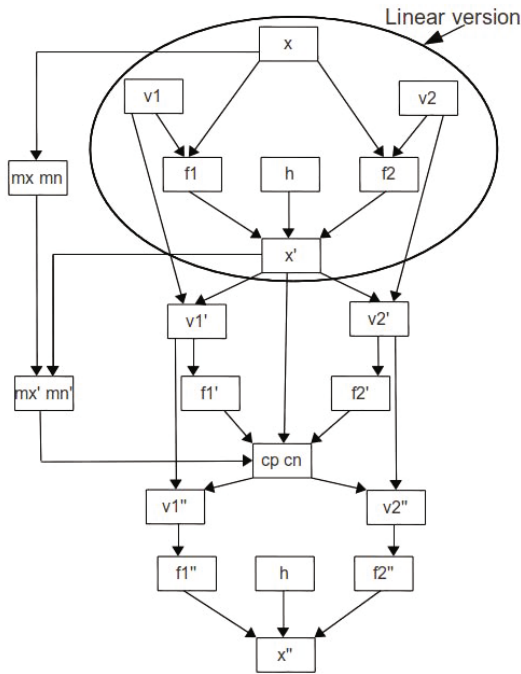 Linear version
x
v1 v2
mx mn
f1 h f2
x'
v1' v2'
mx' mn'
f1' f2'
cp cn
v1" v2"
f1" h f2"
x"